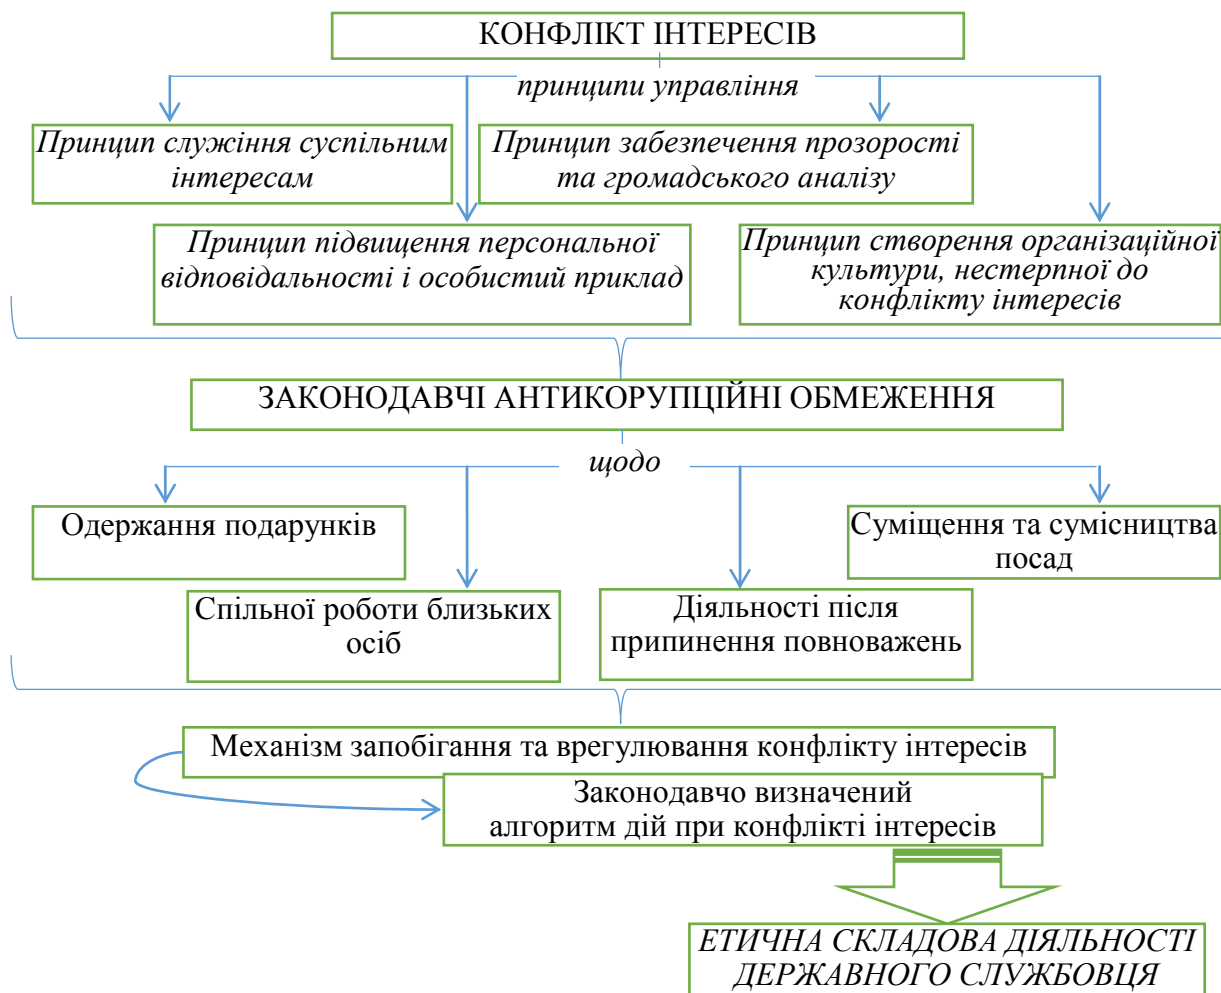 КОНФЛІКТ ІНТЕРЕСІВ
принципи управління
Принцип служіння суспільним
інтересам
Принцип забезпечення прозорості
та громадського аналізу
Принцип підвищення персональної
відповідальності і особистий приклад
Принцип створення організаційної
культури, нестерпної до
конфлікту інтересів
ЗАКОНОДАВЧІ АНТИКОРУПЦІЙНІ ОБМЕЖЕННЯ
щодо
Одержання подарунків
Суміщення та сумісництва
посад
Спільної роботи близьких
осіб
Діяльності після
припинення повноважень
Механізм запобігання та врегулювання конфлікту інтересів
Законодавчо визначений
алгоритм дій при конфлікті інтересів
ЕТИЧНА СКЛАДОВА ДІЯЛЬНОСТІ
ДЕРЖАВНОГО СЛУЖБОВЦЯ